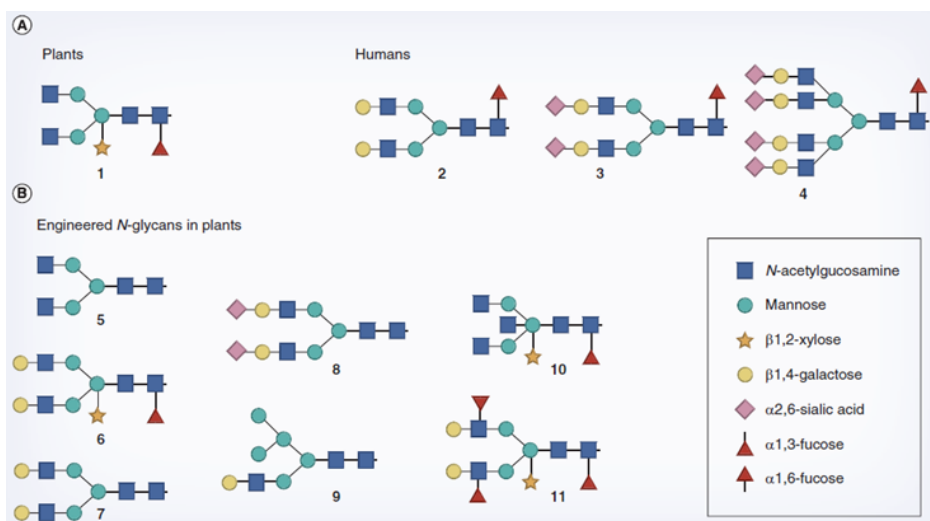 A
Plants
Humans
1
2
3
4
B
Engineered N-glycans in plants
5
6
7
8
9
10
11
N-acetylglucosamine
Mannose
β1,2-xylose
β1,4-galactose
α2,6-sialic acid
α1,3-fucose
α1,6-fucose